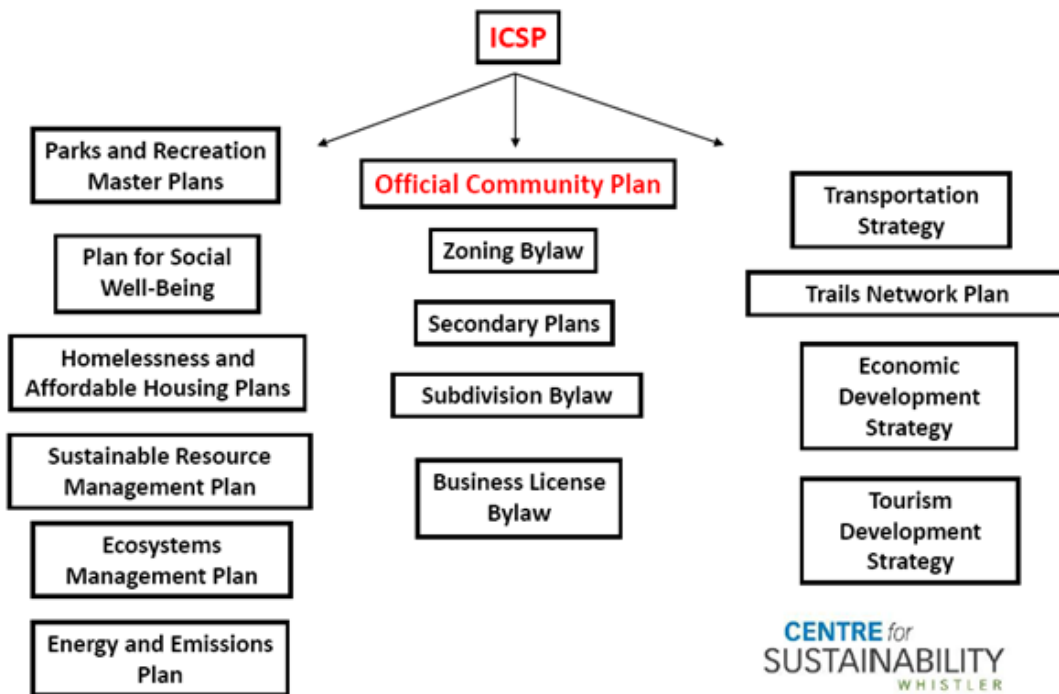 ICSP
Parks and Recreation
Master Plans
Plan for Social
Well-Being
Homelessness and
Affordable Housing Plans
Sustainable Resource
Management Plan
Ecosystems
Management Plan
Energy and Emissions
Plan
Official Community Plan
Zoning Bylaw
Secondary Plans
Subdivision Bylaw
Business License
Bylaw
Transportation
Strategy
Trails Network Plan
Economic
Development
Strategy
Tourism
Development
Strategy
CENTRE for
SUSTAINABILITY
WHISTLER